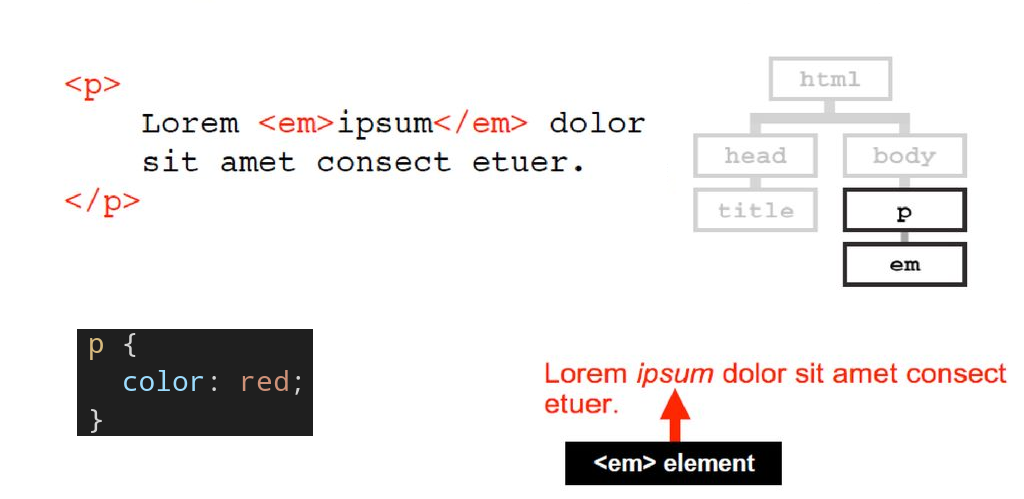 <p>
Lorem <em>ipsum</em> dolor
sit amet consect etuer.
</p>
html
head body
title p
em
p {
color: red;
}
Lorem ipsum dolor sit amet consect
etuer.
<em> element